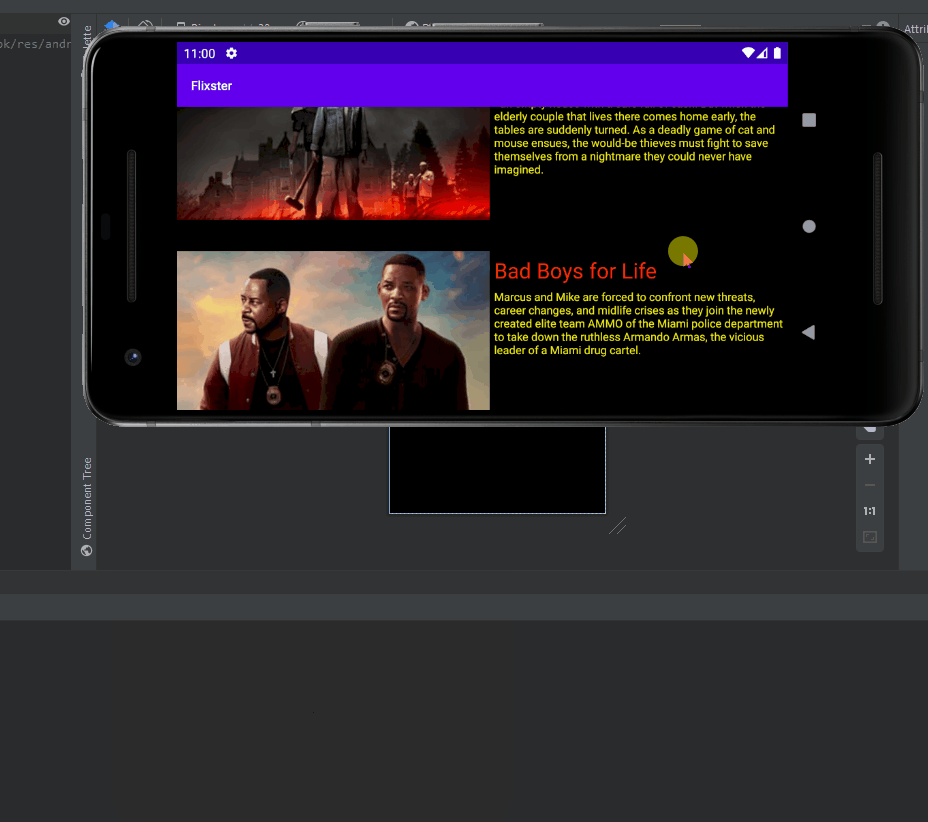 ok/res/andr
Attri
11:00
Flixster
elderly couple that lives there comes home early, the
tables are suddenly turned. As a deadly game of cat and
mouse ensues, the would-be thieves must fight to save
themselves from a nightmare they could never have
imagined.
Bad Boys for Life
Marcus and Mike are forced to confront new threats,
career changes, and midlife crises as they join the newly
created elite team AMMO of the Miami police department
to take down the ruthless Armando Armas, the vicious
leader of a Miami drug cartel.
Component Tree
1:1